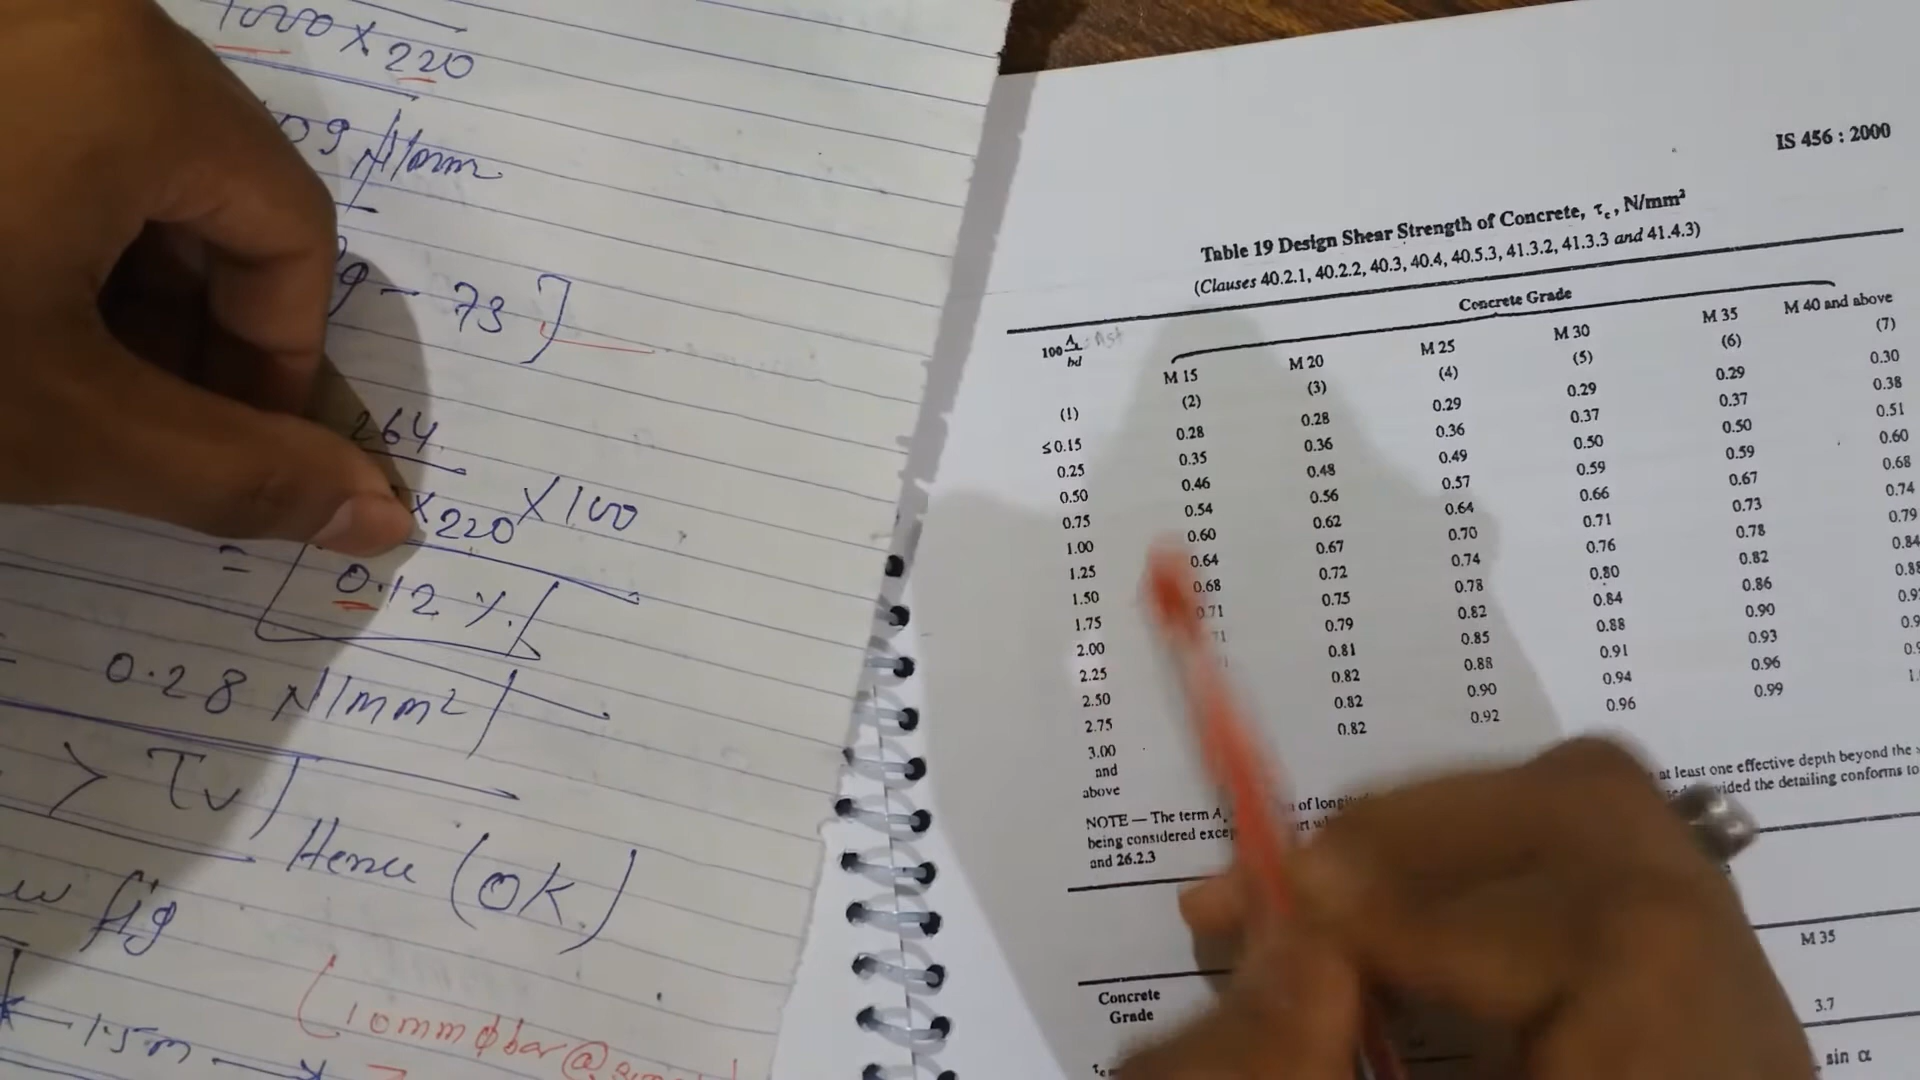 1000 × 220
09 N/mm
9 - 73]
264
× 220 × 100
= 0.12 %
0.28 N/mm²
> τv
Hence (OK)
fig
1.5m
10mm ϕ bar @
IS 456 : 2000
Table 19 Design Shear Strength of Concrete, τc, N/mm²
(Clauses 40.2.1, 40.2.2, 40.3, 40.4, 40.5.3, 41.3.2, 41.3.3 and 41.4.3)
Concrete Grade
100 As/bd = Ast
M 15 M 20 M 25 M 30 M 35 M 40 and above
(1) (2) (3) (4) (5) (6) (7)
≤ 0.15 0.28 0.28 0.29 0.29 0.29 0.30
0.25 0.35 0.36 0.36 0.37 0.37 0.38
0.50 0.46 0.48 0.49 0.50 0.50 0.51
0.75 0.54 0.56 0.57 0.59 0.59 0.60
1.00 0.60 0.62 0.64 0.66 0.67 0.68
1.25 0.64 0.67 0.70 0.71 0.73 0.74
1.50 0.68 0.72 0.74 0.76 0.78 0.79
1.75 0.71 0.75 0.78 0.80 0.82 0.84
2.00 71 0.79 0.82 0.84 0.86 0.88
2.25 0.81 0.85 0.88 0.90
2.50 0.82 0.88 0.91 0.93
2.75 0.82 0.90 0.94 0.96
3.00 0.82 0.92 0.96 0.99
and
above
NOTE — The term A of at least one effective depth beyond the
being considered the detailing conforms to
and 26.2.3
Concrete M 35
Grade
3.7
τc
sin α